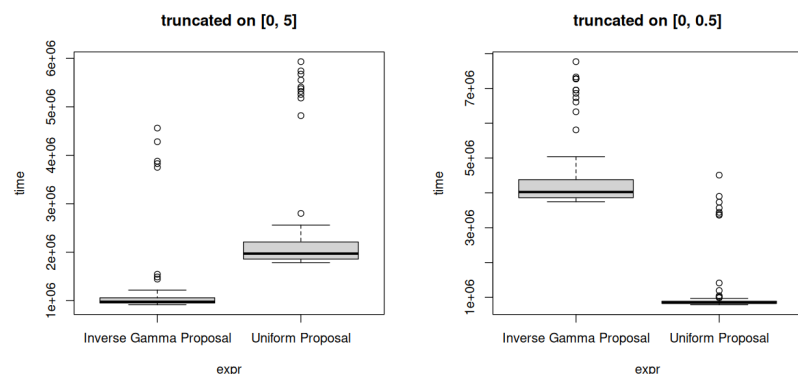 truncated on [0, 5]
time
1e+06
2e+06
3e+06
4e+06
5e+06
6e+06
Inverse Gamma Proposal
Uniform Proposal
expr
truncated on [0, 0.5]
time
1e+06
3e+06
5e+06
7e+06
Inverse Gamma Proposal
Uniform Proposal
expr